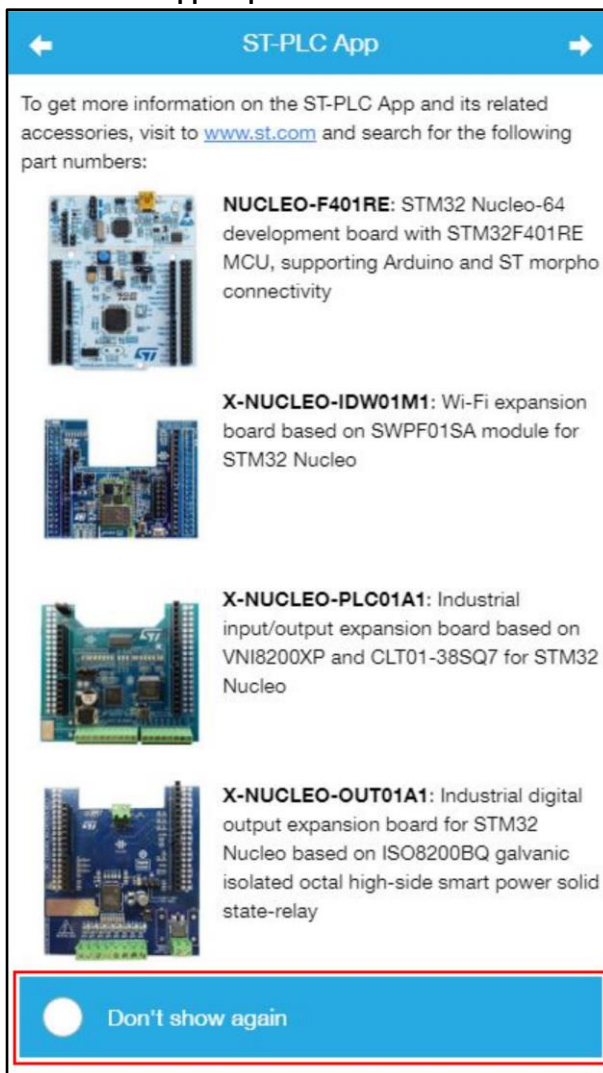 ST-PLC App
To get more information on the ST-PLC App and its related
accessories, visit to www.st.com and search for the following
part numbers:
NUCLEO-F401RE: STM32 Nucleo-64
development board with STM32F401RE
MCU, supporting Arduino and ST morpho
connectivity
X-NUCLEO-IDW01M1: Wi-Fi expansion
board based on SWPF01SA module for
STM32 Nucleo
X-NUCLEO-PLC01A1: Industrial
input/output expansion board based on
VNI8200XP and CLT01-38SQ7 for STM32
Nucleo
X-NUCLEO-OUT01A1: Industrial digital
output expansion board for STM32
Nucleo based on ISO8200BQ galvanic
isolated octal high-side smart power solid
state-relay
Don't show again